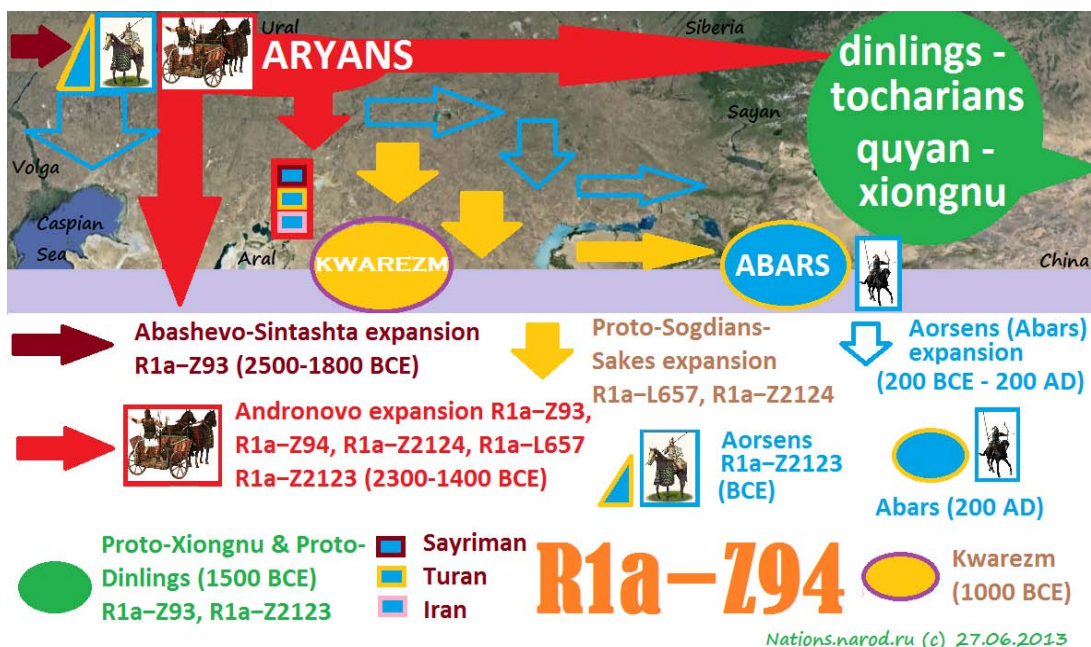 Ural
Siberia
ARYANS
dinlings -
tocharians
quyan -
xiongnu
Sayan
Volga
Caspian
Sea
Aral
KWAREZM
ABARS
China
Abashevo-Sintashta expansion
R1a–Z93 (2500-1800 BCE)
Proto-Sogdians-
Sakes expansion
R1a–L657, R1a–Z2124
Aorsens (Abars)
expansion
(200 BCE - 200 AD)
Andronovo expansion R1a–Z93,
R1a–Z94, R1a–Z2124, R1a–L657
R1a–Z2123 (2300-1400 BCE)
Aorsens
R1a–Z2123
(BCE)
Abars (200 AD)
Proto-Xiongnu & Proto-
Dinlings (1500 BCE)
R1a–Z93, R1a–Z2123
Sayriman
Turan
Iran
R1a–Z94
Kwarezm
(1000 BCE)
Nations.narod.ru (c) 27.06.2013